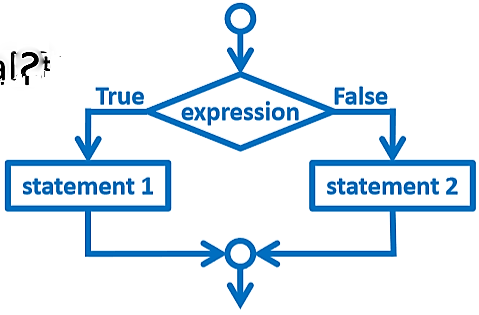 True
False
expression
statement 1
statement 2